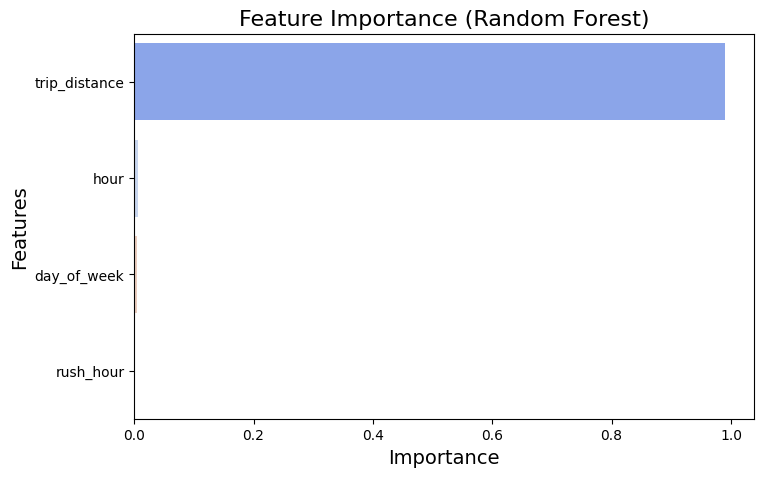 Feature Importance (Random Forest)
Features
trip_distance
hour
day_of_week
rush_hour
0.0 0.2 0.4 0.6 0.8 1.0
Importance